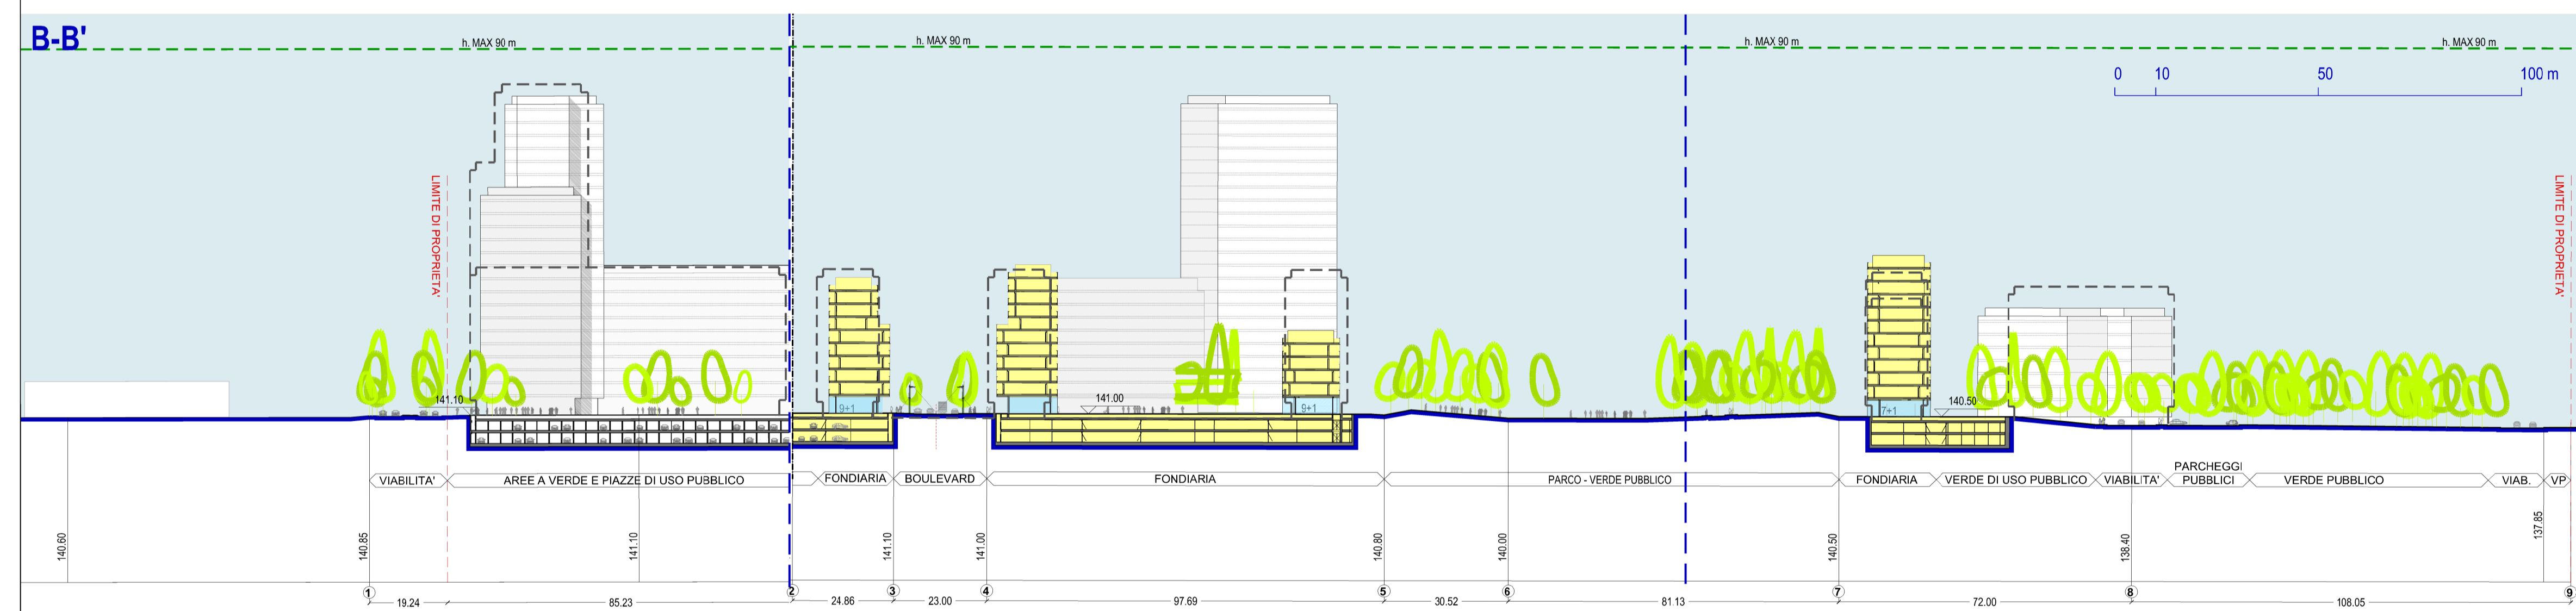 B-B'
h. MAX 90 m
h. MAX 90 m
h. MAX 90 m
h. MAX 90 m
0 10 50 100 m
LIMITE DI PROPRIETA'
LIMITE DI PROPRIETA'
141.10
9+1
141.00
9+1
7+1
140.50
VIABILITA'
AREE A VERDE E PIAZZE DI USO PUBBLICO
FONDIARIA
BOULEVARD
FONDIARIA
PARCO - VERDE PUBBLICO
FONDIARIA
VERDE DI USO PUBBLICO
VIABILITA'
PARCHEGGI
PUBBLICI
VERDE PUBBLICO
VIAB.
VP
140.60
140.85
141.10
141.10
141.00
140.80
140.00
140.50
138.40
137.85
1 2 3 4 5 6 7 8 9
19.24 85.23 24.86 23.00 97.69 30.52 81.13 72.00 108.05